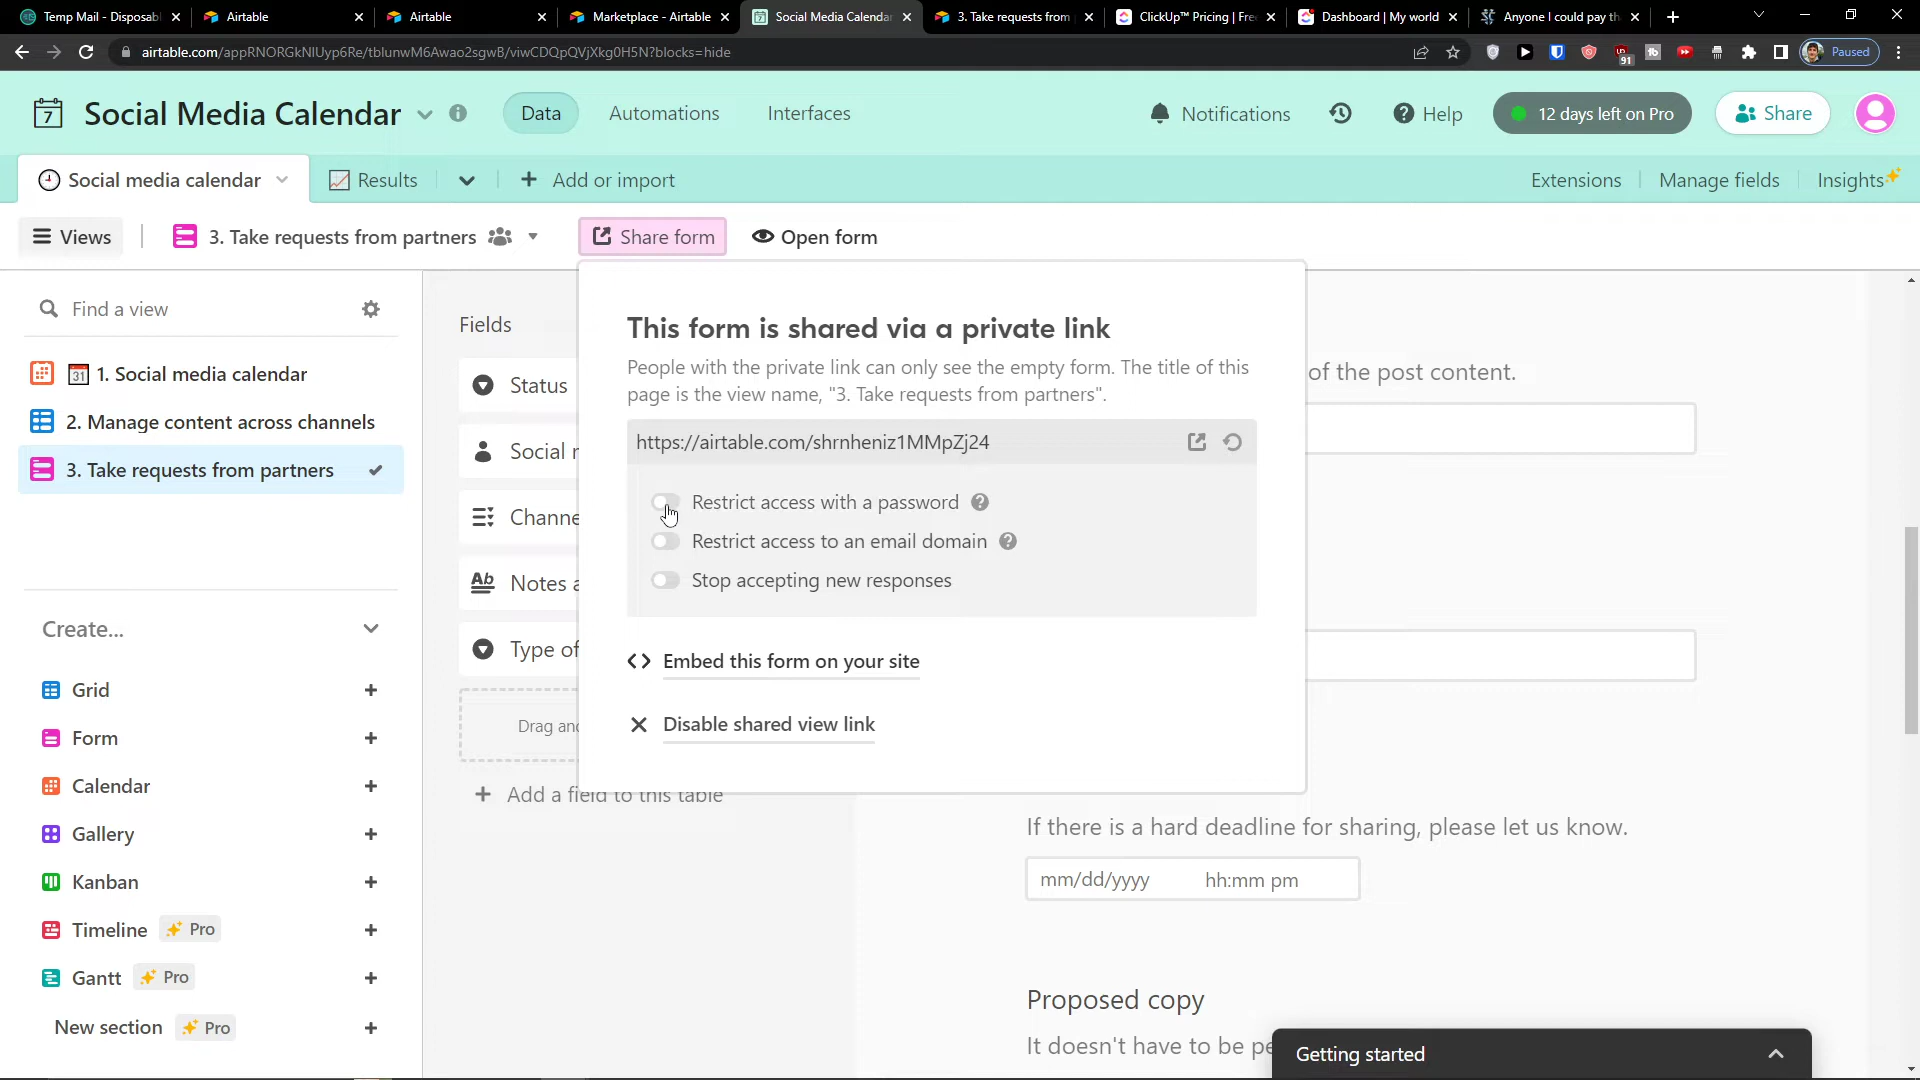 Temp Mail - Disposabl
Airtable
Airtable
Marketplace - Airtable
Social Media Calendar
3. Take requests from
ClickUp™ Pricing | Fre
Dashboard | My world
Anyone I could pay th
airtable.com/appRNORGkNlUyp6Re/tblunwM6Awao2sgwB/viwCDQpQVjXkg0H5N?blocks=hide
91
Paused
7
Social Media Calendar
Data
Automations
Interfaces
Notifications
Help
12 days left on Pro
Share
Social media calendar
Results
Add or import
Extensions
Manage fields
Insights
Views
3. Take requests from partners
Share form
Open form
Find a view
31 1. Social media calendar
2. Manage content across channels
3. Take requests from partners
Create...
Grid
Form
Calendar
Gallery
Kanban
Timeline Pro
Gantt Pro
New section Pro
Fields
Status
Social r
Channe
Ab Notes a
Type of
Drag and
Add a field to this table
This form is shared via a private link
People with the private link can only see the empty form. The title of this
page is the view name, "3. Take requests from partners".
https://airtable.com/shrnheniz1MMpZj24
Restrict access with a password
Restrict access to an email domain
Stop accepting new responses
Embed this form on your site
Disable shared view link
of the post content.
If there is a hard deadline for sharing, please let us know.
mm/dd/yyyy hh:mm pm
Proposed copy
It doesn't have to be pe
Getting started